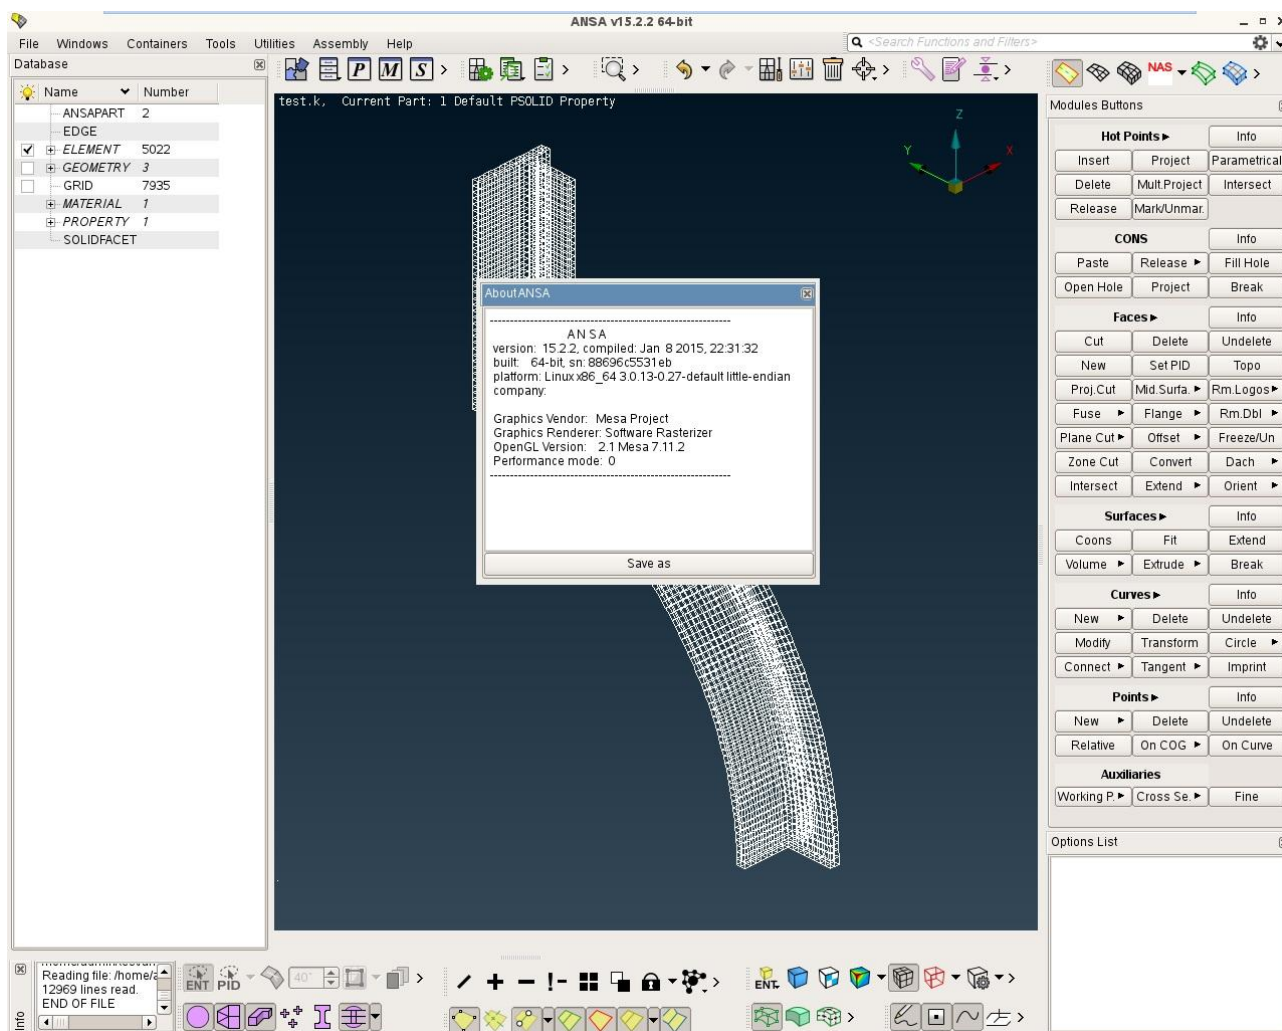 ANSA v15.2.2 64-bit
File Windows Containers Tools Utilities Assembly Help
<Search Functions and Filters>
Database
Name Number
ANSAPART 2
EDGE
ELEMENT 5022
GEOMETRY 3
GRID 7935
MATERIAL 1
PROPERTY 1
SOLIDFACET
P M S
NAS
test.k, Current Part: 1 Default PSOLID Property
Z
Y X
About ANSA
ANSA
version: 15.2.2, compiled: Jan 8 2015, 22:31:32
built: 64-bit, sn: 88696c5531eb
platform: Linux x86_64 3.0.13-0.27-default little-endian
company:
Graphics Vendor: Mesa Project
Graphics Renderer: Software Rasterizer
OpenGL Version: 2.1 Mesa 7.11.2
Performance mode: 0
Save as
Modules Buttons
Hot Points Info
Insert Project Parametrical
Delete Mult.Project Intersect
Release Mark/Unmar.
CONS Info
Paste Release Fill Hole
Open Hole Project Break
Faces Info
Cut Delete Undelete
New Set PID Topo
Proj.Cut Mid.Surfa. Rm.Logos
Fuse Flange Rm.Dbl
Plane Cut Offset Freeze/Un
Zone Cut Convert Dach
Intersect Extend Orient
Surfaces Info
Coons Fit Extend
Volume Extrude Break
Curves Info
New Delete Undelete
Modify Transform Circle
Connect Tangent Imprint
Points Info
New Delete Undelete
Relative On COG On Curve
Auxiliaries
Working P. Cross Se. Fine
Options List
Info
Reading file: /home/a
12969 lines read.
END OF FILE
ENT PID 40°
ENT